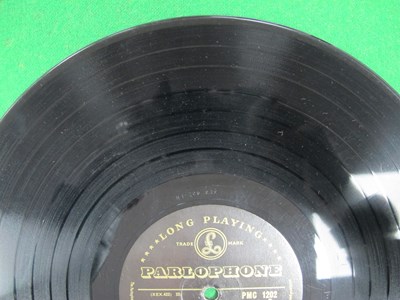 LONG PLAYING
TRADE MARK
PARLOPHONE
PMC 1202